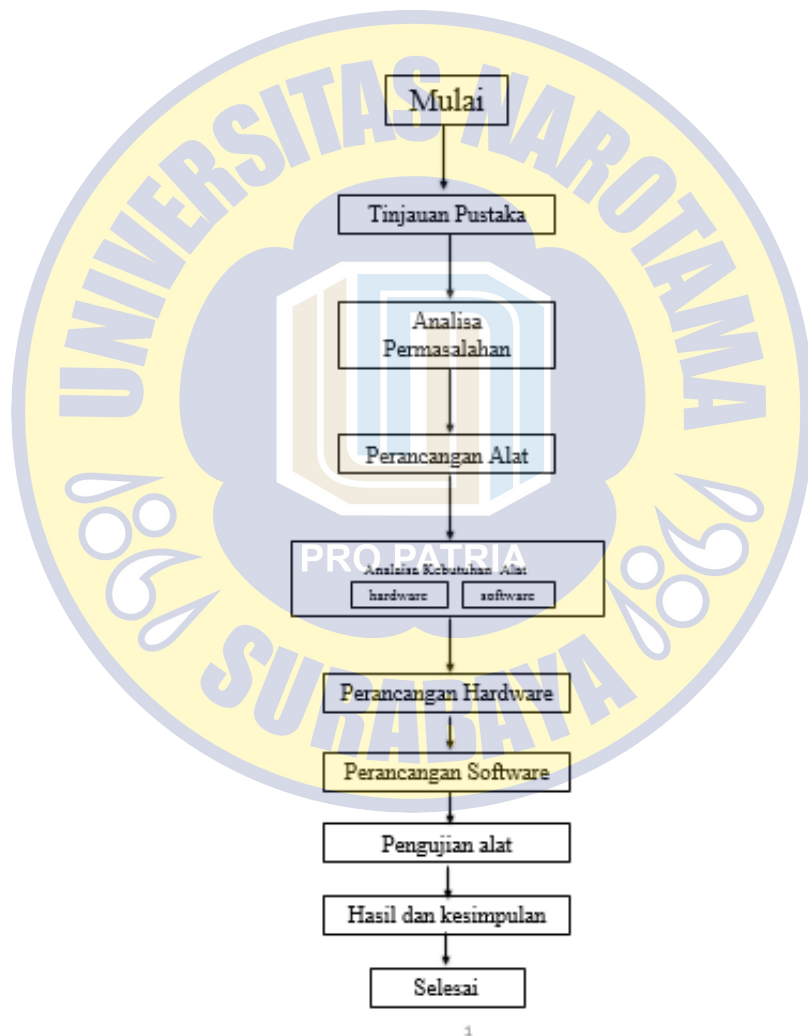 UNIVERSITAS NAROTAMA
Mulai
Tinjauan Pustaka
Analisa
Permasalahan
Perancangan Alat
PRO PATRIA
Analaisa Kebutuhan Alat
hardware software
Perancangan Hardware
SURABAYA
Perancangan Software
Pengujian alat
Hasil dan kesimpulan
Selesai
1